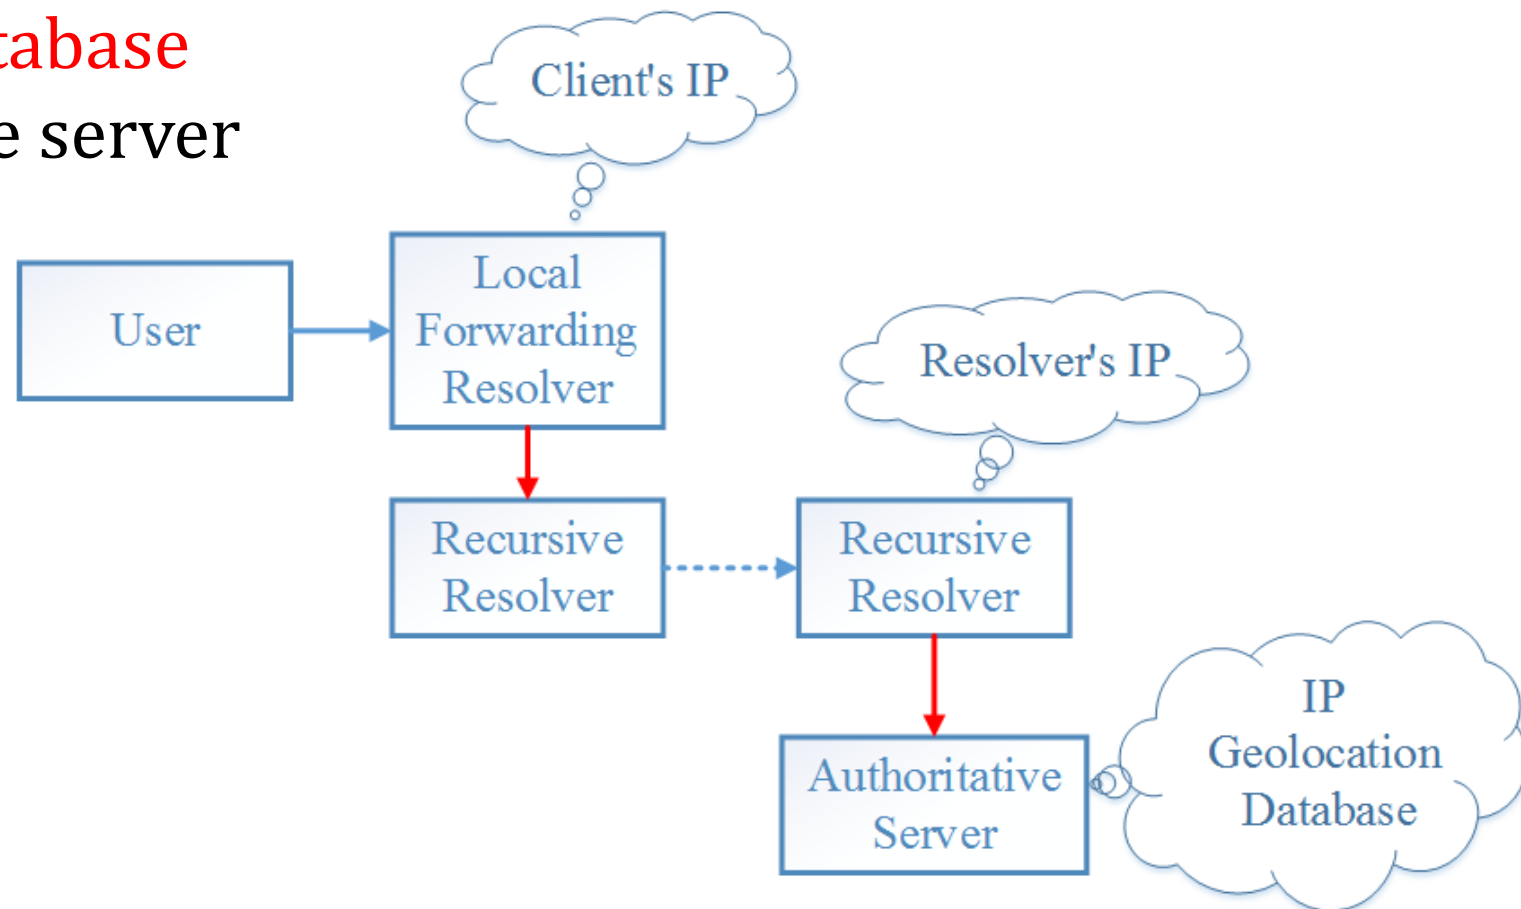 tabase
e server
Client's IP
User
Local
Forwarding
Resolver
Resolver's IP
Recursive
Resolver
Recursive
Resolver
IP
Geolocation
Database
Authoritative
Server